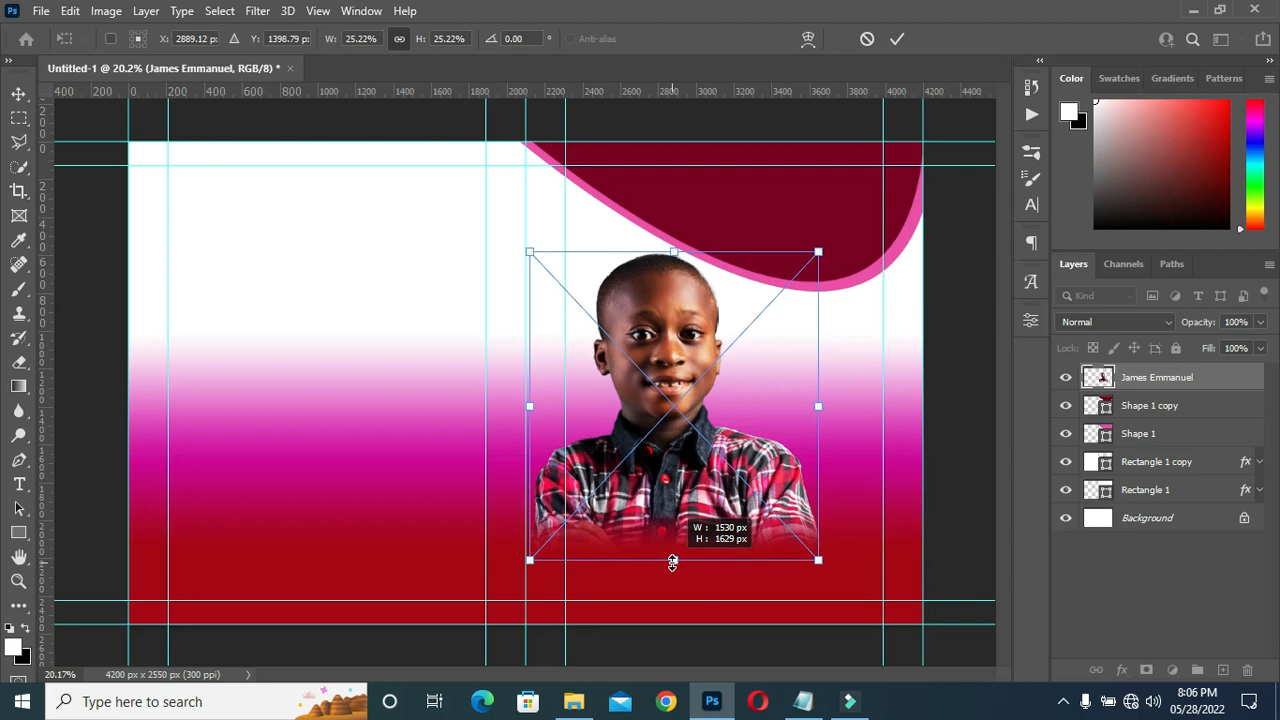 Ps File Edit Image Layer Type Select Filter 3D View Window Help
X: 2889.12 p: Y: 1398.79 p: W: 25.22% H: 25.22% 0.00 ° Anti-alias
Untitled-1 @ 20.2% (James Emmanuel, RGB/8) * ×
400 200 0 200 400 600 800 1000 1200 1400 1600 1800 2000 2200 2400 2600 2800 3000 3200 3400 3600 3800 4000 4200 4400
W : 1530 px
H : 1629 px
20.17% 4200 px x 2550 px (300 ppi)
Color Swatches Gradients Patterns
Layers Channels Paths
Kind
Normal Opacity: 100%
Lock: Fill: 100%
James Emmanuel
Shape 1 copy
Shape 1
Rectangle 1 copy fx
Rectangle 1 fx
Background
fx
Type here to search
Ps
8:06 PM
05/28/2022